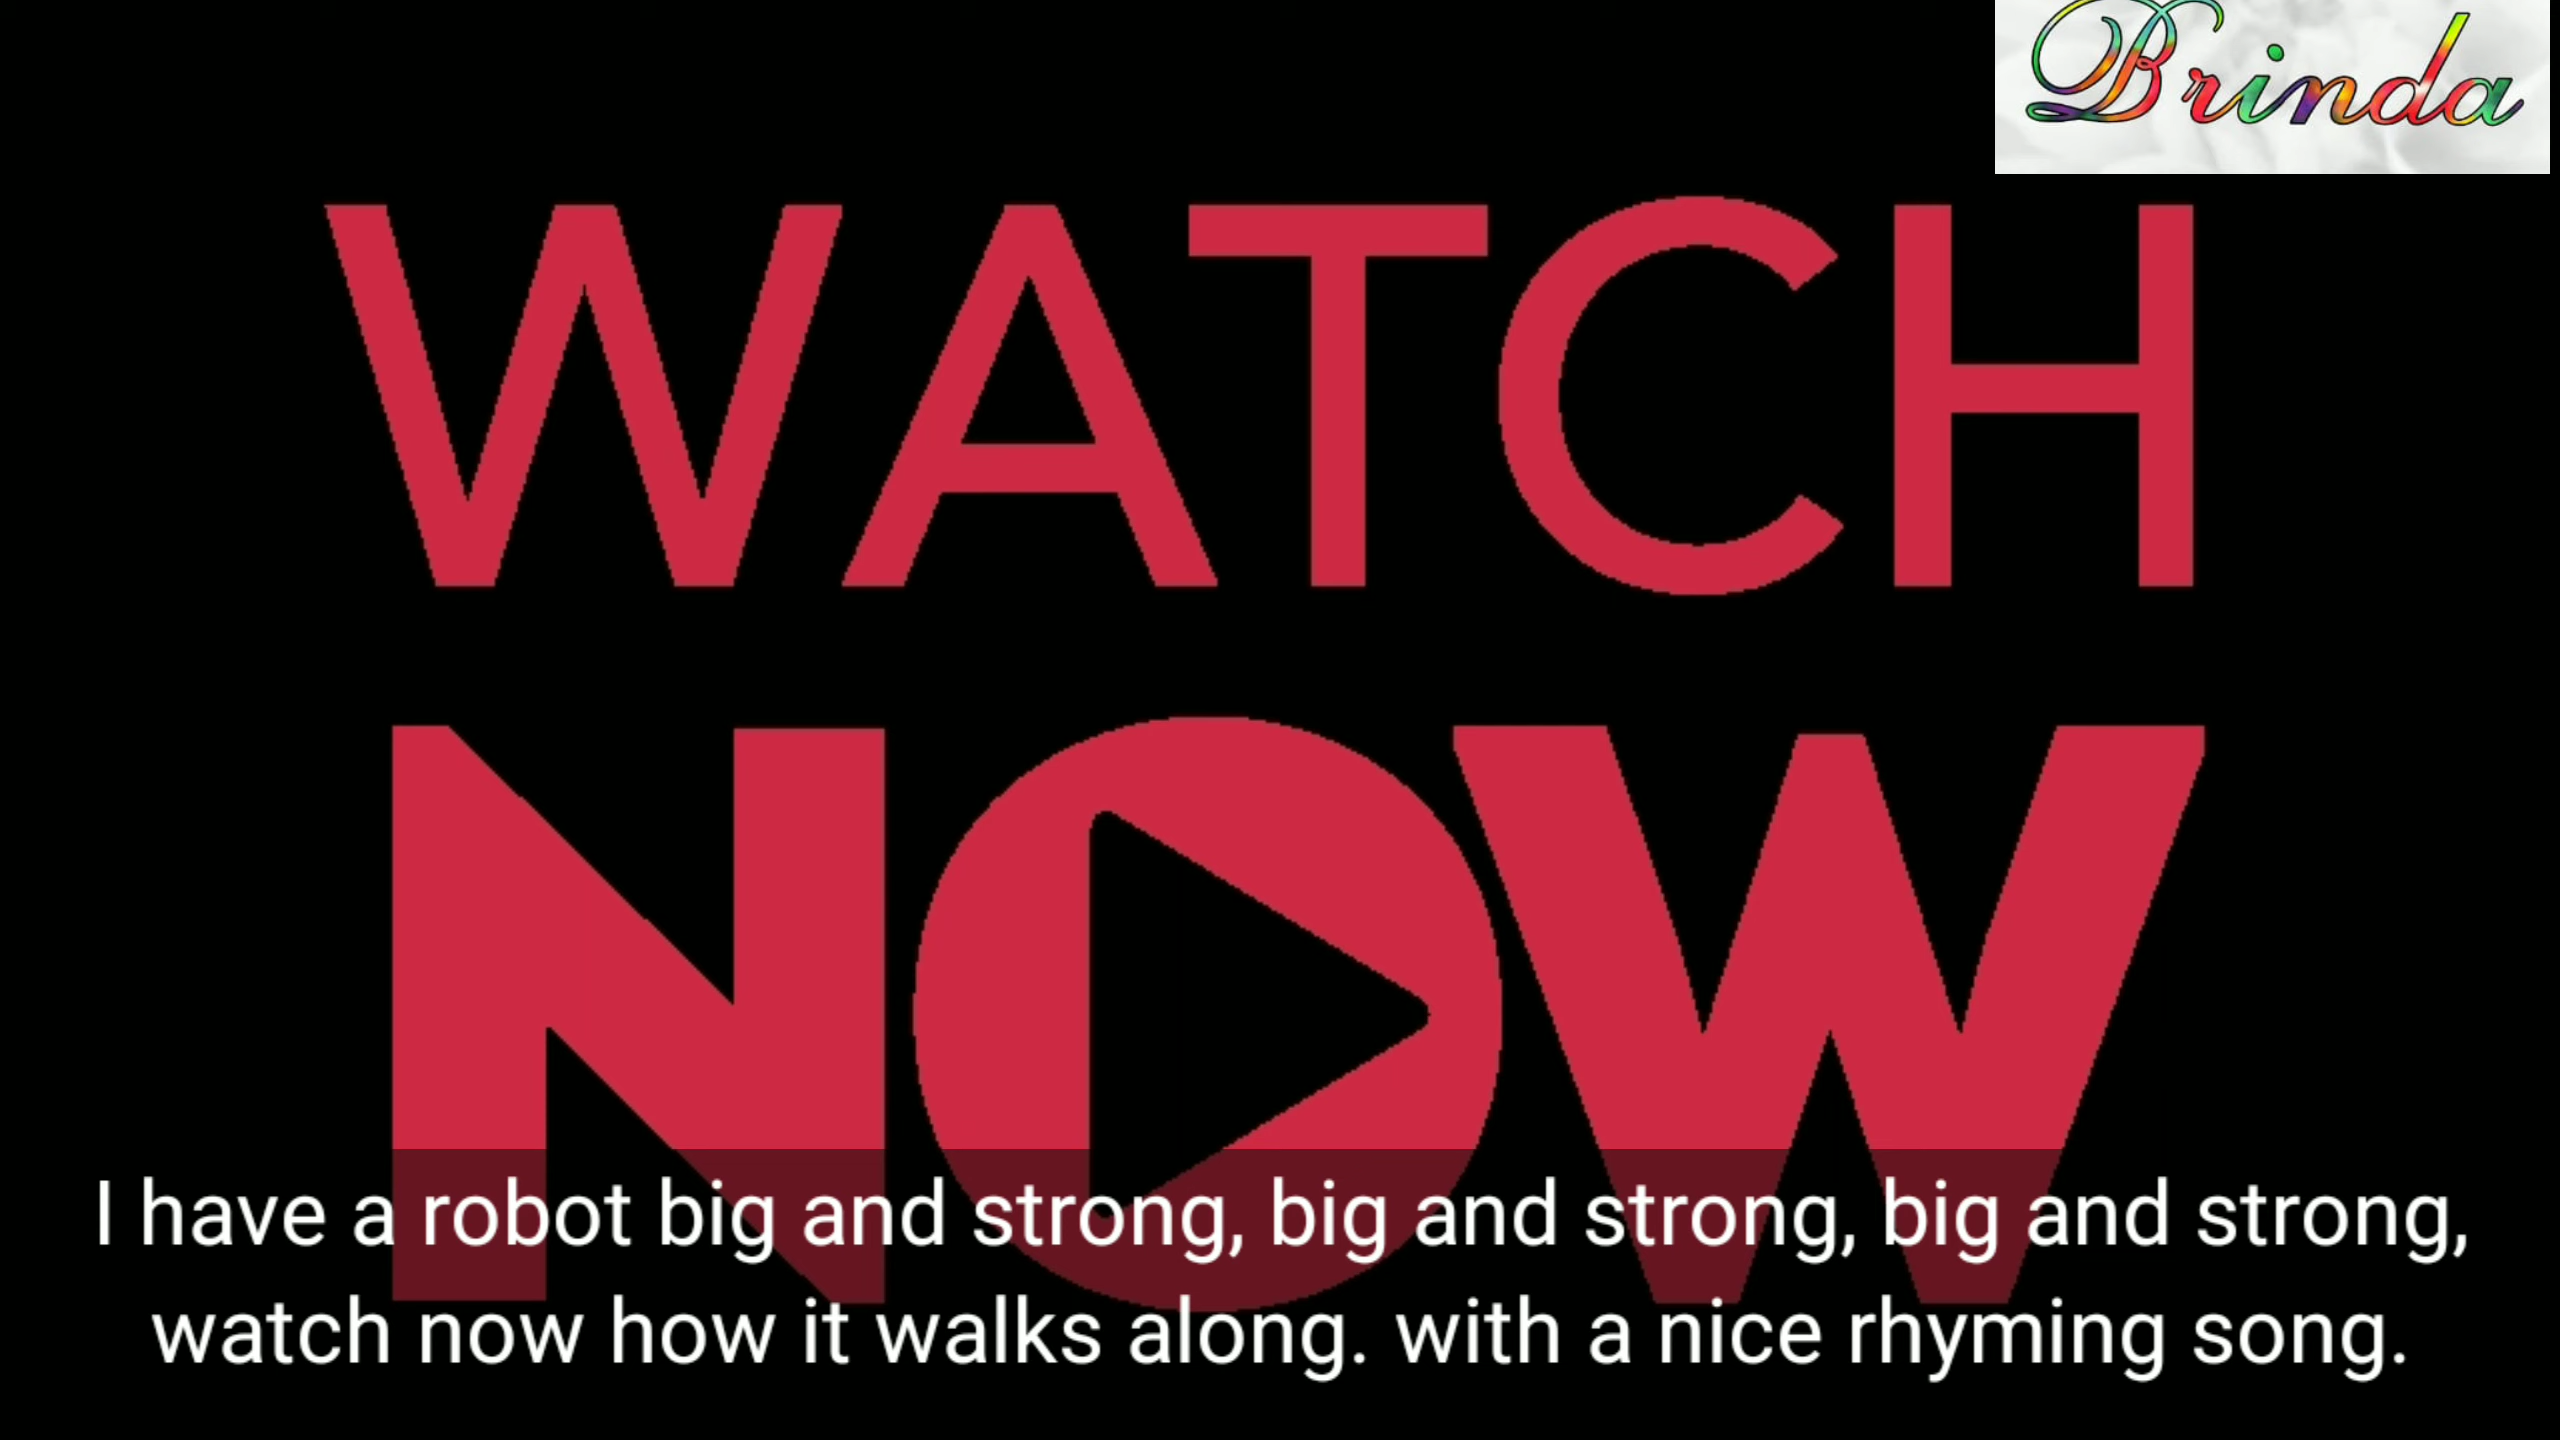 Brinda
WATCH
NOW
I have a robot big and strong, big and strong, big and strong,
watch now how it walks along. with a nice rhyming song.